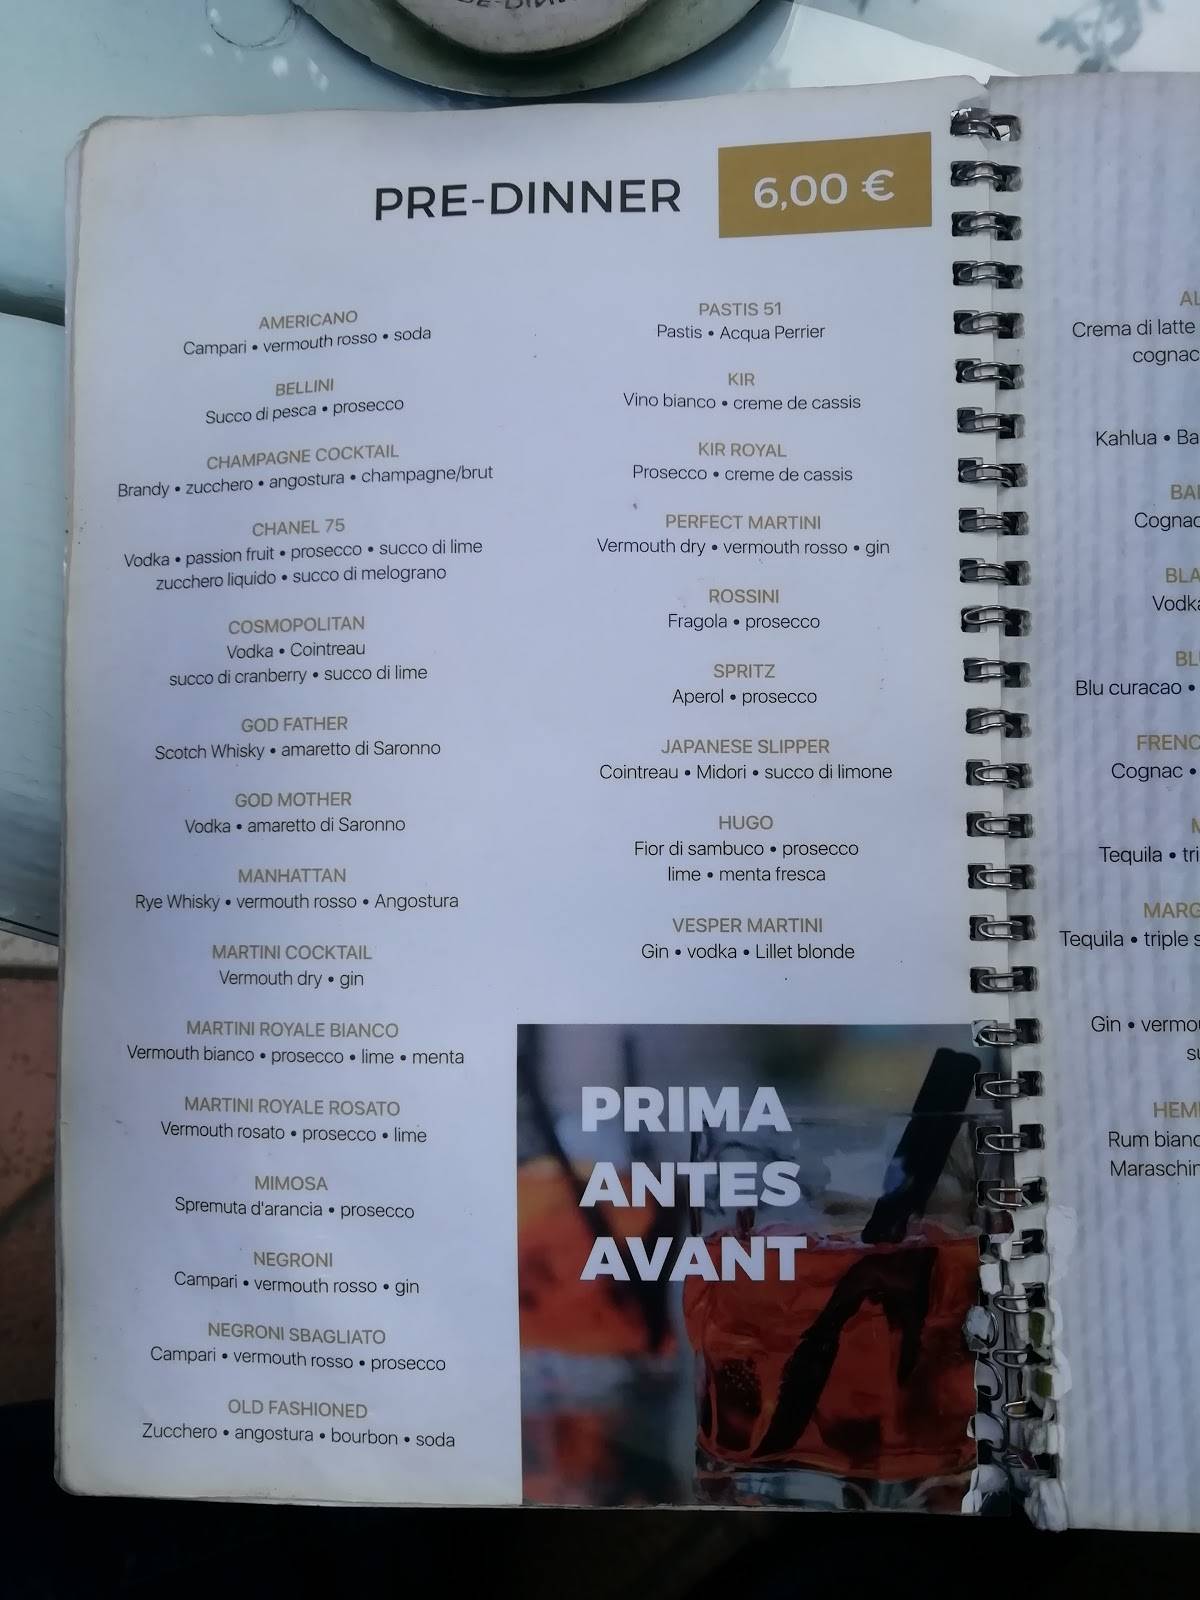 PRE-DINNER
6,00 €
AMERICANO
Campari • vermouth rosso • soda
BELLINI
Succo di pesca • prosecco
CHAMPAGNE COCKTAIL
Brandy • zucchero • angostura • champagne/brut
CHANEL 75
Vodka • passion fruit • prosecco • succo di lime
zucchero liquido • succo di melograno
COSMOPOLITAN
Vodka • Cointreau
succo di cranberry • succo di lime
GOD FATHER
Scotch Whisky • amaretto di Saronno
GOD MOTHER
Vodka • amaretto di Saronno
MANHATTAN
Rye Whisky • vermouth rosso • Angostura
MARTINI COCKTAIL
Vermouth dry • gin
MARTINI ROYALE BIANCO
Vermouth bianco • prosecco • lime • menta
MARTINI ROYALE ROSATO
Vermouth rosato • prosecco • lime
MIMOSA
Spremuta d'arancia • prosecco
NEGRONI
Campari • vermouth rosso • gin
NEGRONI SBAGLIATO
Campari • vermouth rosso • prosecco
OLD FASHIONED
Zucchero • angostura • bourbon • soda
PASTIS 51
Pastis • Acqua Perrier
KIR
Vino bianco • creme de cassis
KIR ROYAL
Prosecco • creme de cassis
PERFECT MARTINI
Vermouth dry • vermouth rosso • gin
ROSSINI
Fragola • prosecco
SPRITZ
Aperol • prosecco
JAPANESE SLIPPER
Cointreau • Midori • succo di limone
HUGO
Fior di sambuco • prosecco
lime • menta fresca
VESPER MARTINI
Gin • vodka • Lillet blonde
PRIMA
ANTES
AVANT
Crema di latte
cognac
Kahlua •
Cognac
Vodka
Blu curacao •
Cognac •
Tequila •
Tequila • triple
Gin •
Rum